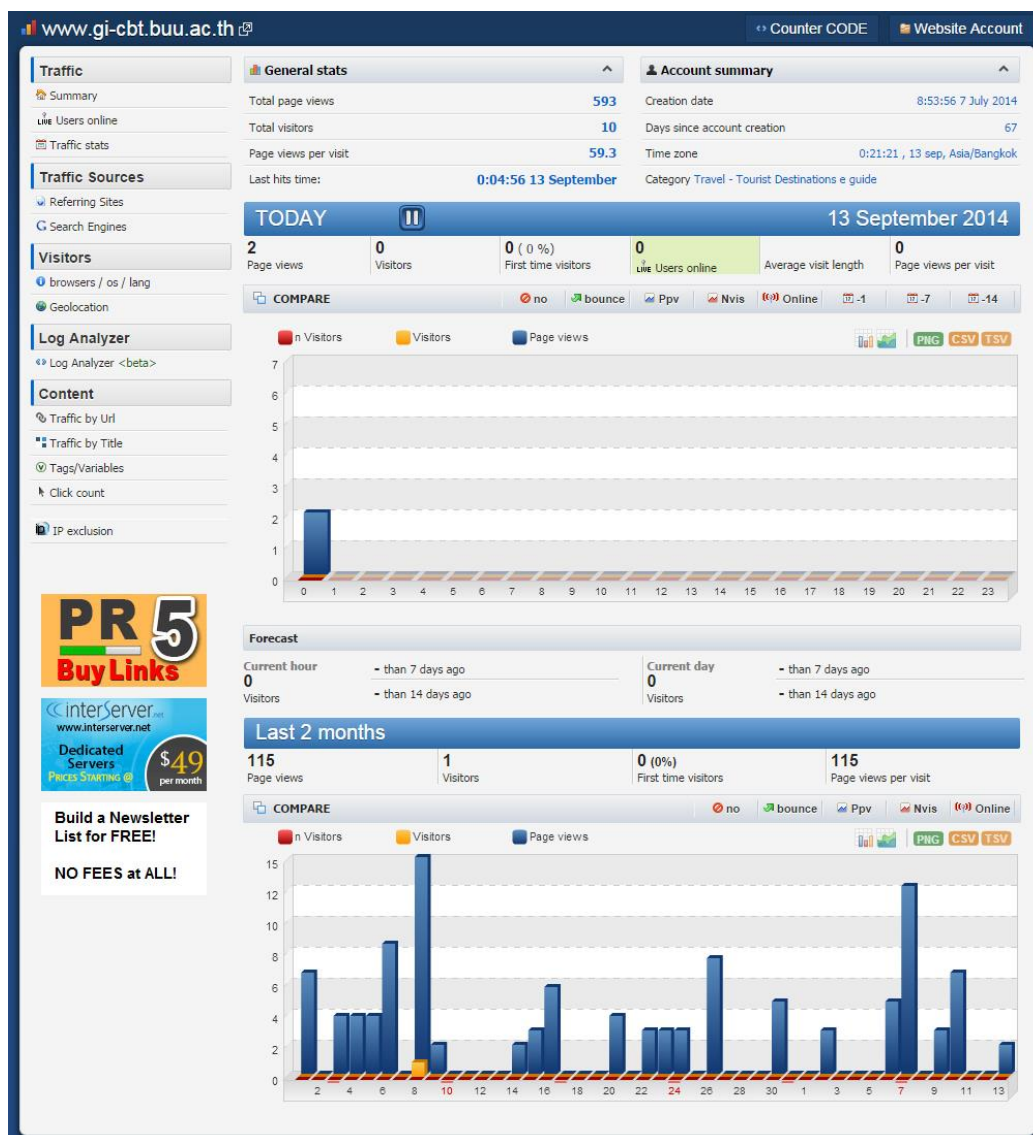 www.gi-cbt.buu.ac.th
Counter CODE
Website Account
Traffic
Summary
LIVE Users online
Traffic stats
Traffic Sources
Referring Sites
Search Engines
Visitors
browsers / os / lang
Geolocation
Log Analyzer
Log Analyzer <beta>
Content
Traffic by Url
Traffic by Title
Tags/Variables
Click count
IP exclusion
PR 5
Buy Links
interServer.net
www.interserver.net
Dedicated
Servers
PRICES STARTING @
$49
per month
Build a Newsletter
List for FREE!
NO FEES at ALL!
General stats
Total page views 593
Total visitors 10
Page views per visit 59.3
Last hits time: 0:04:56 13 September
Account summary
Creation date 8:53:56 7 July 2014
Days since account creation 67
Time zone 0:21:21 , 13 sep, Asia/Bangkok
Category Travel - Tourist Destinations e guide
TODAY 13 September 2014
2 0 0 ( 0 %) 0 0
Page views Visitors First time visitors LIVE Users online Average visit length Page views per visit
COMPARE no bounce Ppv Nvis Online -1 -7 -14
n Visitors Visitors Page views PNG CSV TSV
7
6
5
4
3
2
1
0
0 1 2 3 4 5 6 7 8 9 10 11 12 13 14 15 16 17 18 19 20 21 22 23
Forecast
Current hour
0
Visitors
- than 7 days ago
- than 14 days ago
Current day
0
Visitors
- than 7 days ago
- than 14 days ago
Last 2 months
115 1 0 (0%) 115
Page views Visitors First time visitors Page views per visit
COMPARE no bounce Ppv Nvis Online
n Visitors Visitors Page views PNG CSV TSV
15
12
10
8
6
4
2
0
2 4 6 8 10 12 14 16 18 20 22 24 26 28 30 1 3 5 7 9 11 13